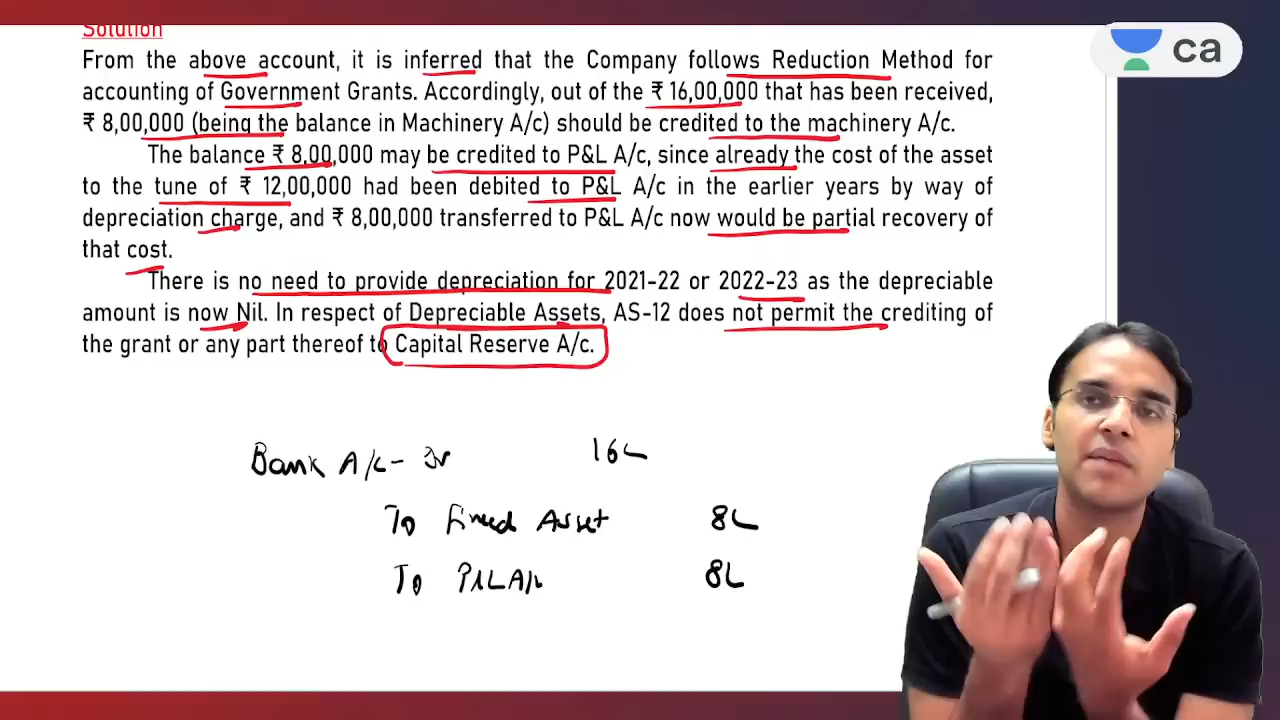 Solution
ca
From the above account, it is inferred that the Company follows Reduction Method for
accounting of Government Grants. Accordingly, out of the ₹ 16,00,000 that has been received,
₹ 8,00,000 (being the balance in Machinery A/c) should be credited to the machinery A/c.
The balance ₹ 8,00,000 may be credited to P&L A/c, since already the cost of the asset
to the tune of ₹ 12,00,000 had been debited to P&L A/c in the earlier years by way of
depreciation charge, and ₹ 8,00,000 transferred to P&L A/c now would be partial recovery of
that cost.
There is no need to provide depreciation for 2021-22 or 2022-23 as the depreciable
amount is now Nil. In respect of Depreciable Assets, AS-12 does not permit the crediting of
the grant or any part thereof to Capital Reserve A/c.
Bank A/c - Dr 16L
To Fixed Asset 8L
To P&L A/c 8L